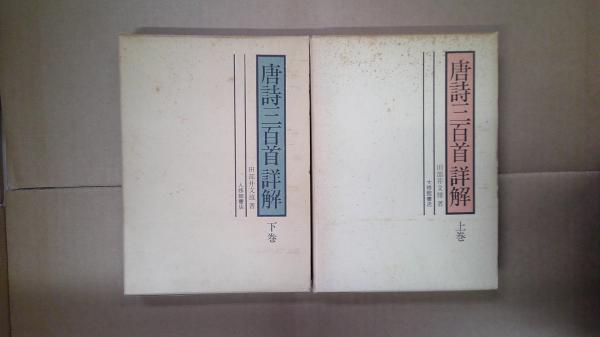 唐詩三百首 詳解
田部井文雄 著
大修館書店
上巻
唐詩三百首 詳解
田部井文雄 著
大修館書店
下巻